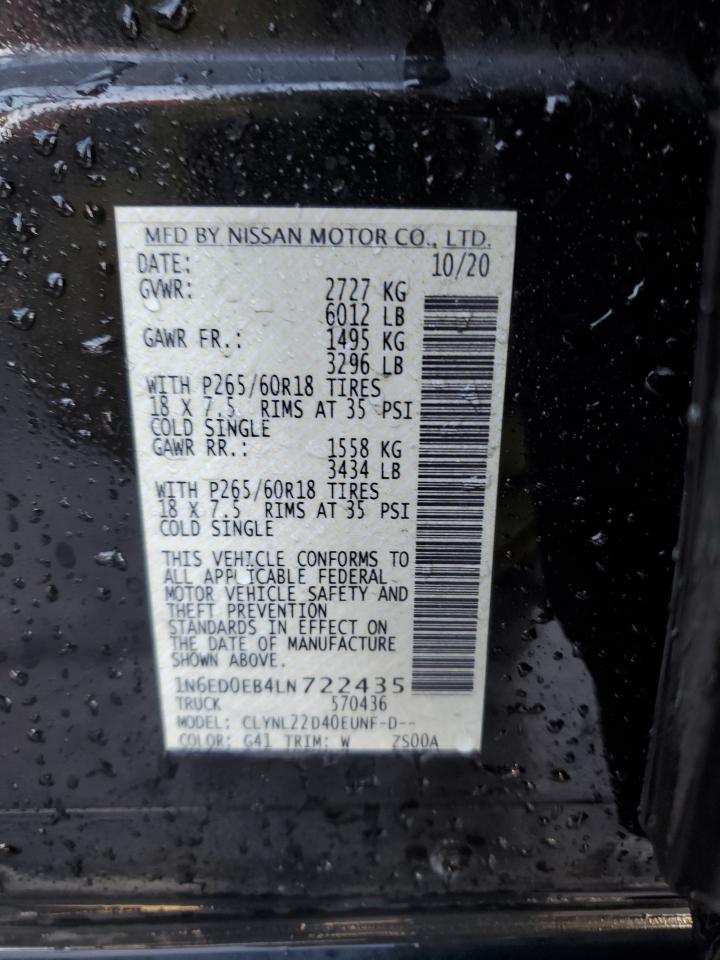 MFD BY NISSAN MOTOR CO., LTD.
DATE: 10/20
GVWR: 2727 KG
6012 LB
GAWR FR.: 1495 KG
3296 LB
WITH P265/60R18 TIRES
18 X 7.5 RIMS AT 35 PSI
COLD SINGLE
GAWR RR.: 1558 KG
3434 LB
WITH P265/60R18 TIRES
18 X 7.5 RIMS AT 35 PSI
COLD SINGLE
THIS VEHICLE CONFORMS TO
ALL APPLICABLE FEDERAL
MOTOR VEHICLE SAFETY AND
THEFT PREVENTION
STANDARDS IN EFFECT ON
THE DATE OF MANUFACTURE
SHOWN ABOVE.
1N6ED0EB4LN722435
TRUCK 570436
MODEL: CLYNL22D40EUNF-D--
COLOR: G41 TRIM: W ZS00A